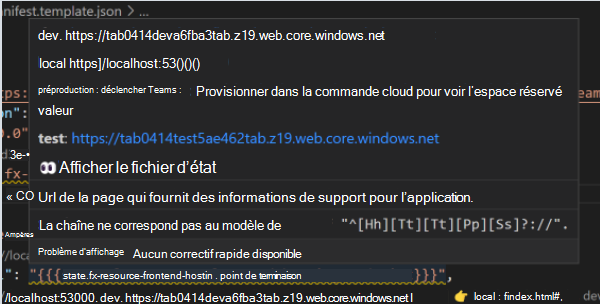 nifest.template.json > ...
dev. https://tab0414deva6fba3tab.z19.web.core.windows.net
local https]/localhost:53()()()
préproduction : déclencher Teams : Provisionner dans la commande cloud pour voir l'espace réservé
valeur
test: https://tab0414test5ae462tab.z19.web.core.windows.net
Afficher le fichier d'état
« CO
Url de la page qui fournit des informations de support pour l'application.
La chaîne ne correspond pas au modèle de "^[Hh][Tt][Tt][Pp][Ss]?://".
Ampères
Problème d'affichage Aucun correctif rapide disponible
": "{{{ state.fx-resource-frontend-hostin . point de terminaison }}}",
/localhost:53000. dev. https://tab0414deva6fba3tab.z19.web.core.windows.net l 👉 local : findex.html#,